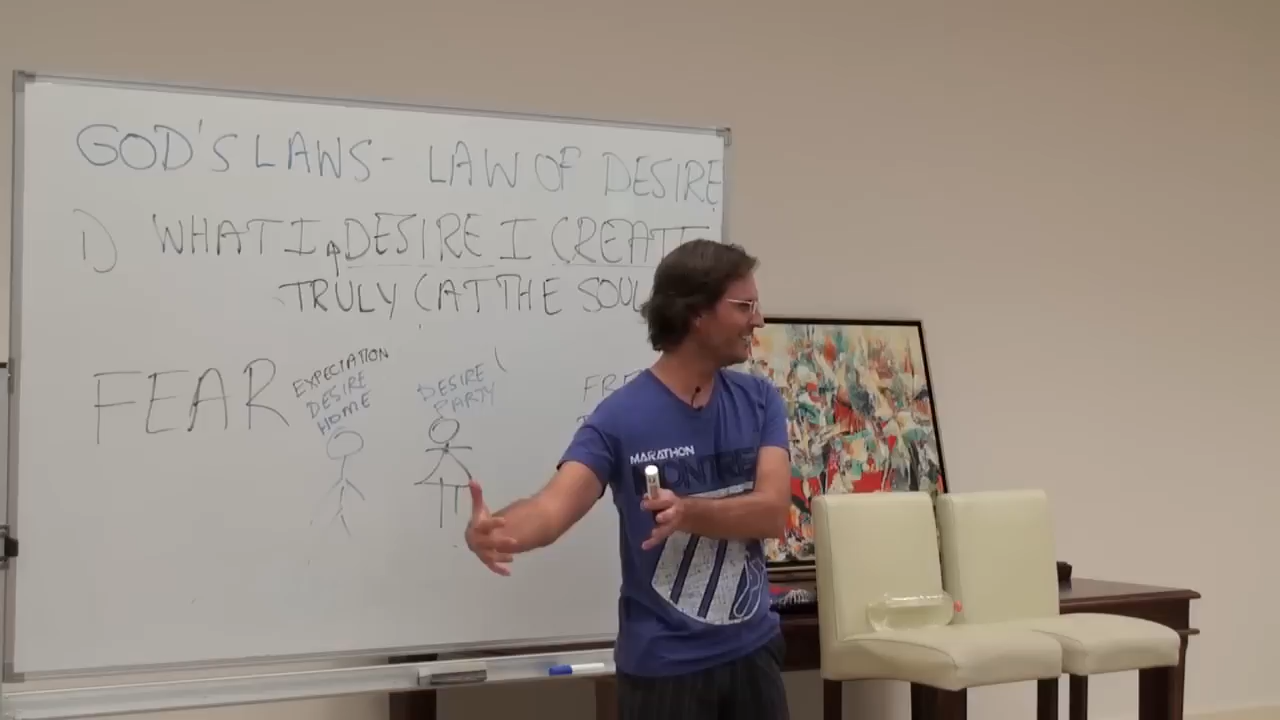 GOD'S LAWS - LAW OF DESIRE
1) WHAT I DESIRE I CREATE
TRULY (AT THE SOUL
FEAR
EXPECTATION
DESIRE
HOME
DESIRE
PARTY
MARATHON